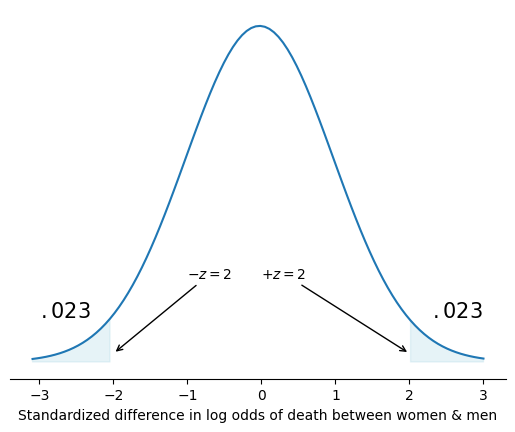 −z = 2 +z = 2
.023 .023
−3 −2 −1 0 1 2 3
Standardized difference in log odds of death between women & men